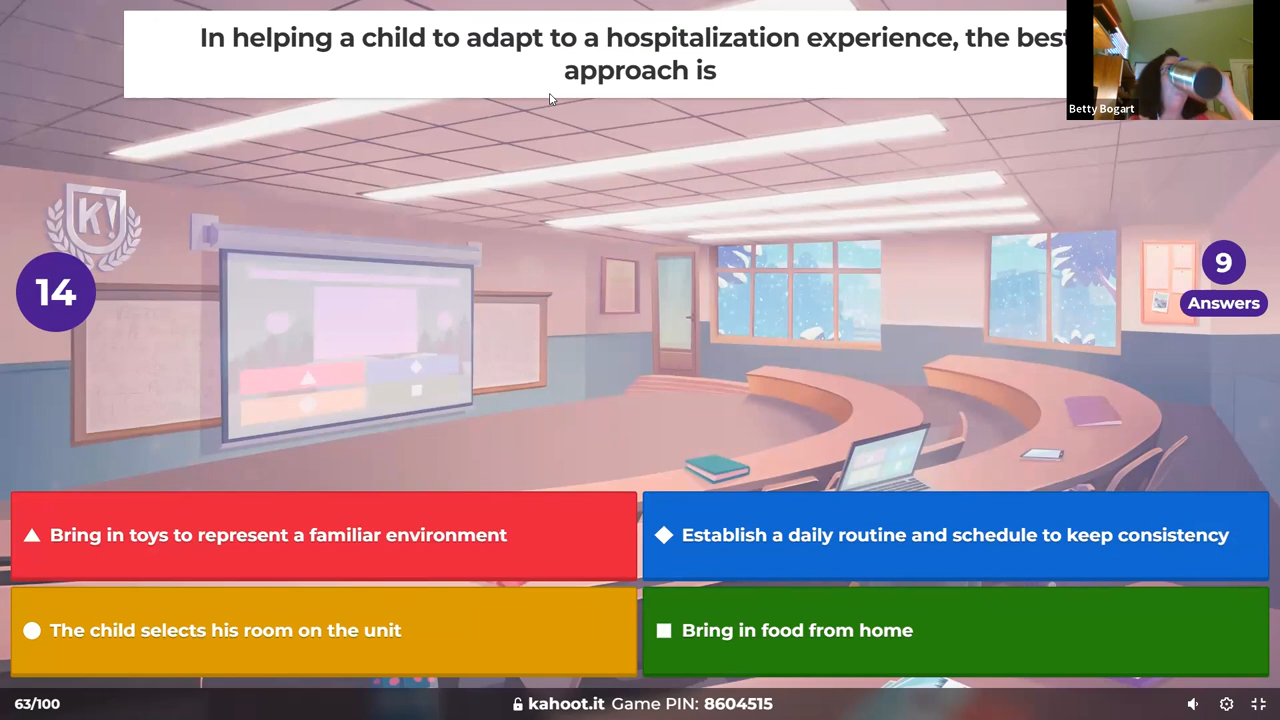 In helping a child to adapt to a hospitalization experience, the best
approach is
Betty Bogart
K!
14
9
Answers
Bring in toys to represent a familiar environment
Establish a daily routine and schedule to keep consistency
The child selects his room on the unit
Bring in food from home
63/100
kahoot.it Game PIN: 8604515